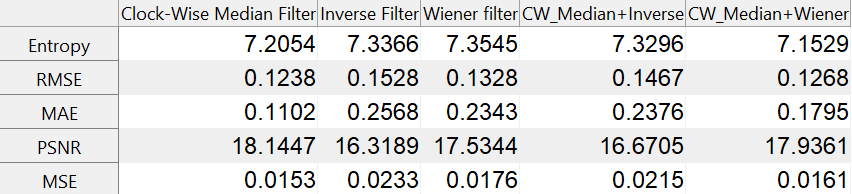 Clock-Wise Median Filter Inverse Filter Wiener filter CW_Median+Inverse CW_Median+Wiener
Entropy 7.2054 7.3366 7.3545 7.3296 7.1529
RMSE 0.1238 0.1528 0.1328 0.1467 0.1268
MAE 0.1102 0.2568 0.2343 0.2376 0.1795
PSNR 18.1447 16.3189 17.5344 16.6705 17.9361
MSE 0.0153 0.0233 0.0176 0.0215 0.0161